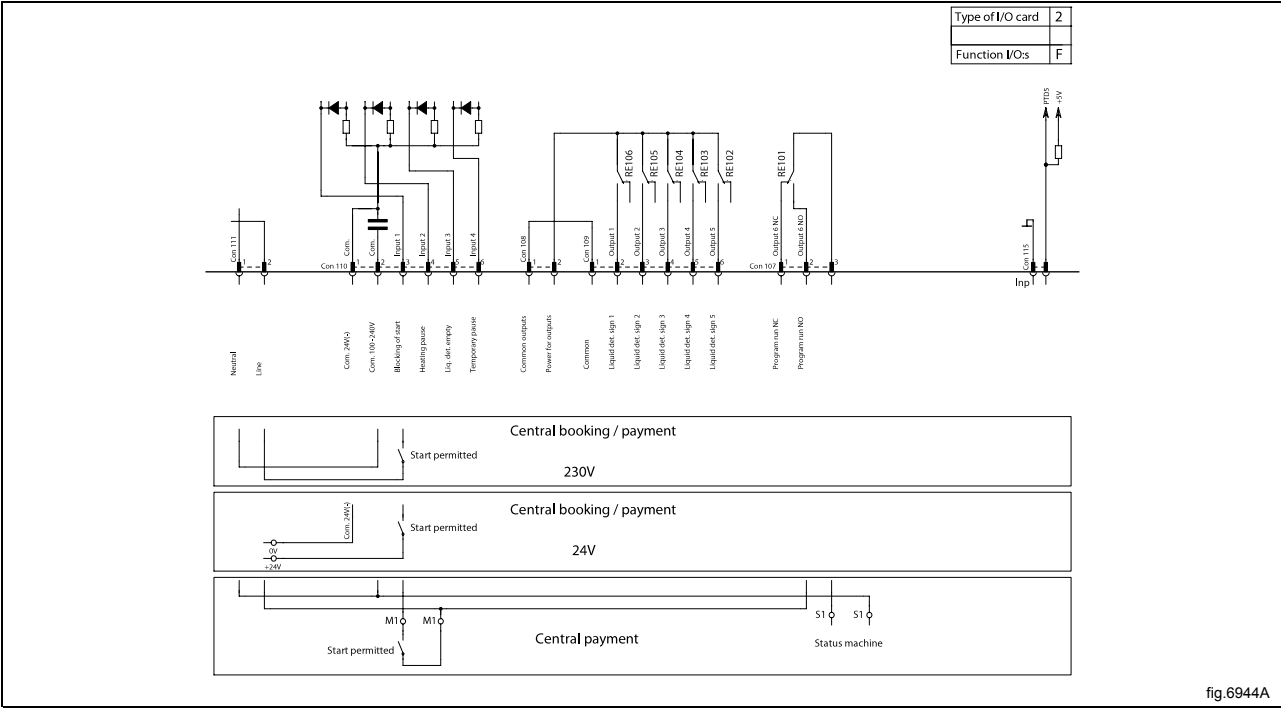 Type of I/O card 2
Function I/O:s F
PTDS
+5V
RE106
RE105
RE104
RE103
RE102
RE101
Con 111
Com.
Com.
Input 1
Input 2
Input 3
Input 4
Con 108
Con 109
Output 1
Output 2
Output 3
Output 4
Output 5
Output 6 NC
Output 6 NO
Con 115
1 2
Con 110 1 2 3 4 5 6
1 2
1 2 3 4 5 6
Con 107 1 2 3
Inp
Neutral
Line
Com. 24V(-)
Com. 100-240V
Blocking of start
Heating pause
Liq. det. empty
Temporary pause
Common outputs
Power for outputs
Common
Liquid det. sign 1
Liquid det. sign 2
Liquid det. sign 3
Liquid det. sign 4
Liquid det. sign 5
Program run NC
Program run NO
Central booking / payment
Start permitted
230V
Central booking / payment
Com. 24V(-)
Start permitted
24V
0V
+24V
M1 M1
S1 S1
Start permitted
Central payment
Status machine
fig.6944A